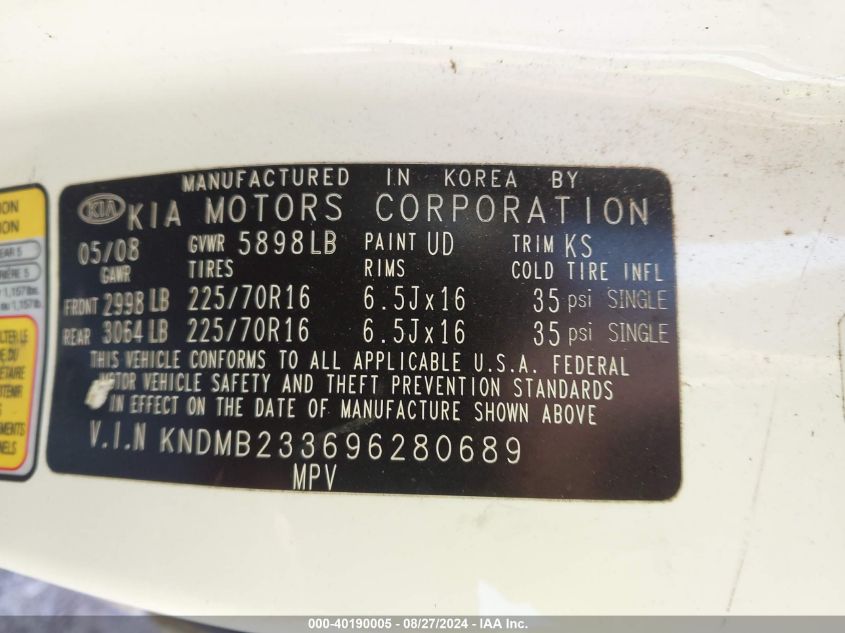 MANUFACTURED IN KOREA BY
KIA KIA MOTORS CORPORATION
05/08 GVWR 5898LB PAINT UD TRIM KS
GAWR TIRES RIMS COLD TIRE INFL
FRONT 2998 LB 225/70R16 6.5Jx16 35 psi SINGLE
REAR 3064 LB 225/70R16 6.5Jx16 35 psi SINGLE
THIS VEHICLE CONFORMS TO ALL APPLICABLE U.S.A. FEDERAL
MOTOR VEHICLE SAFETY AND THEFT PREVENTION STANDARDS
IN EFFECT ON THE DATE OF MANUFACTURE SHOWN ABOVE
V.I.N KNDMB233696280689
MPV
000-40190005 - 08/27/2024 - IAA Inc.